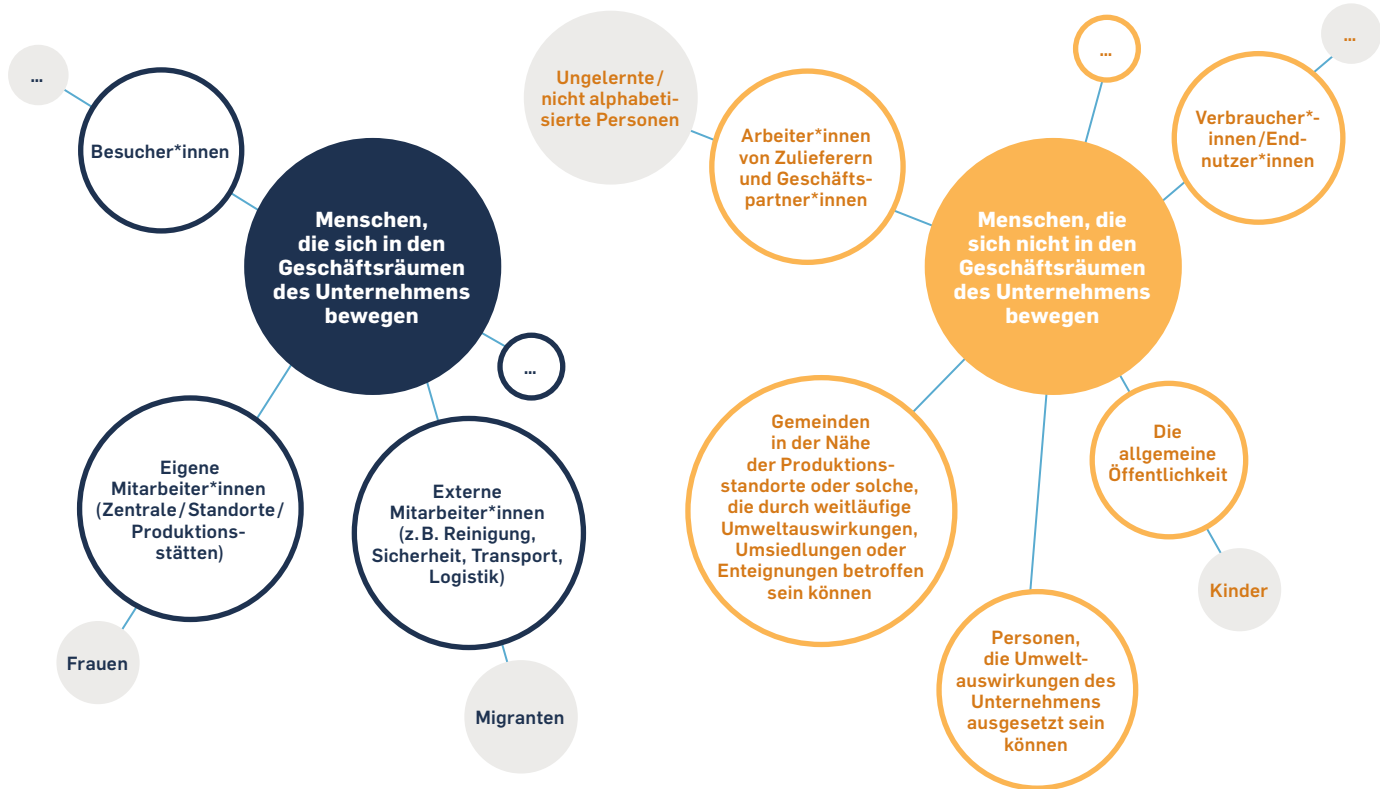 ...
Besucher*innen
Menschen,
die sich in den
Geschäftsräumen
des Unternehmens
bewegen
...
Eigene
Mitarbeiter*innen
(Zentrale/Standorte/
Produktions-
stätten)
Externe
Mitarbeiter*innen
(z.B. Reinigung,
Sicherheit, Transport,
Logistik)
Frauen
Migranten
Ungelernte/
nicht alphabeti-
sierte Personen
Arbeiter*innen
von Zulieferern
und Geschäfts-
partner*innen
...
...
Verbraucher*-
innen/End-
nutzer*innen
Menschen, die
sich nicht in den
Geschäftsräumen
des Unternehmens
bewegen
Gemeinden
in der Nähe
der Produktions-
standorte oder solche,
die durch weitläufige
Umweltauswirkungen,
Umsiedlungen oder
Enteignungen betroffen
sein können
Die
allgemeine
Öffentlichkeit
Kinder
Personen,
die Umwelt-
auswirkungen des
Unternehmens
ausgesetzt sein
können